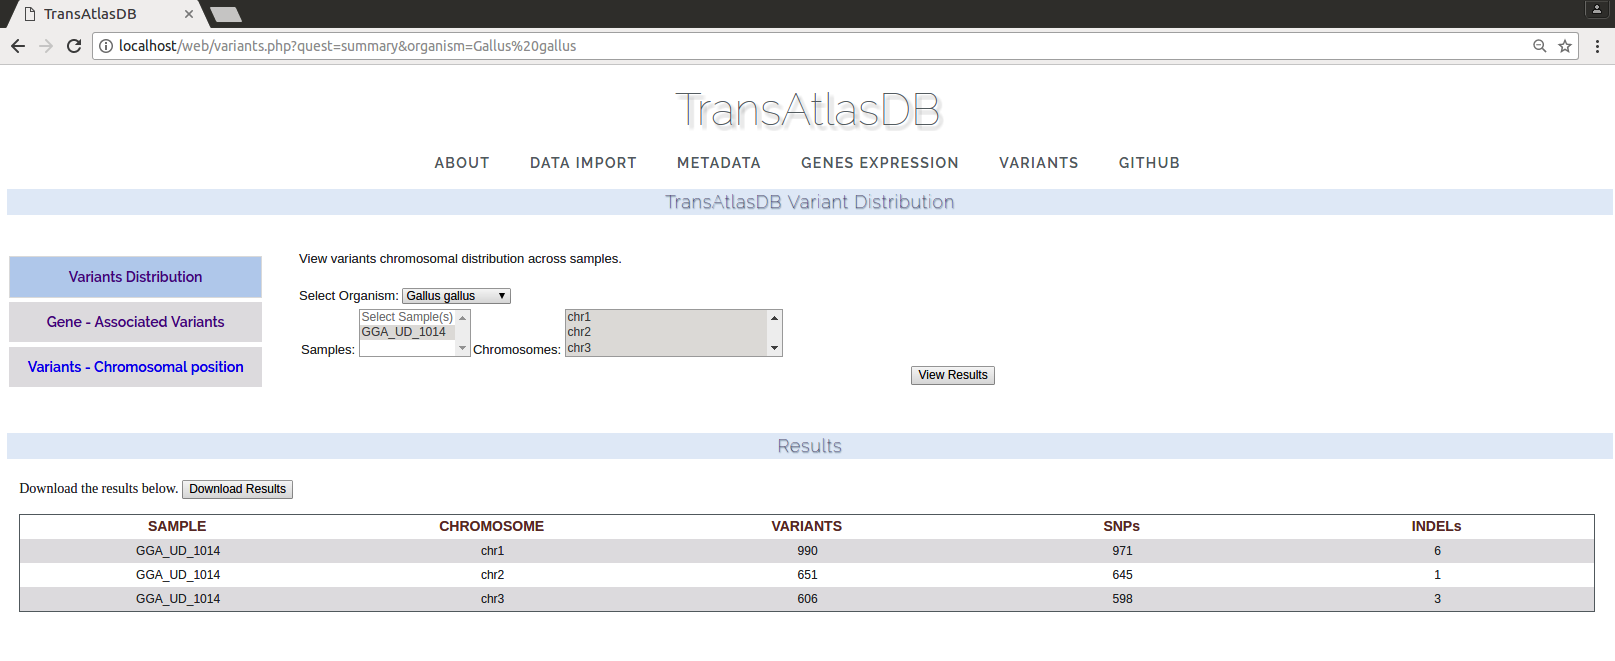 TransAtlasDB
localhost/web/variants.php?quest=summary&organism=Gallus%20gallus
TransAtlasDB
ABOUT DATA IMPORT METADATA GENES EXPRESSION VARIANTS GITHUB
TransAtlasDB Variant Distribution
Variants Distribution
Gene - Associated Variants
Variants - Chromosomal position
View variants chromosomal distribution across samples.
Select Organism: Gallus gallus
Samples: Select Sample(s)
GGA_UD_1014
Chromosomes: chr1
chr2
chr3
View Results
Results
Download the results below. Download Results
SAMPLE CHROMOSOME VARIANTS SNPs INDELs
GGA_UD_1014 chr1 990 971 6
GGA_UD_1014 chr2 651 645 1
GGA_UD_1014 chr3 606 598 3